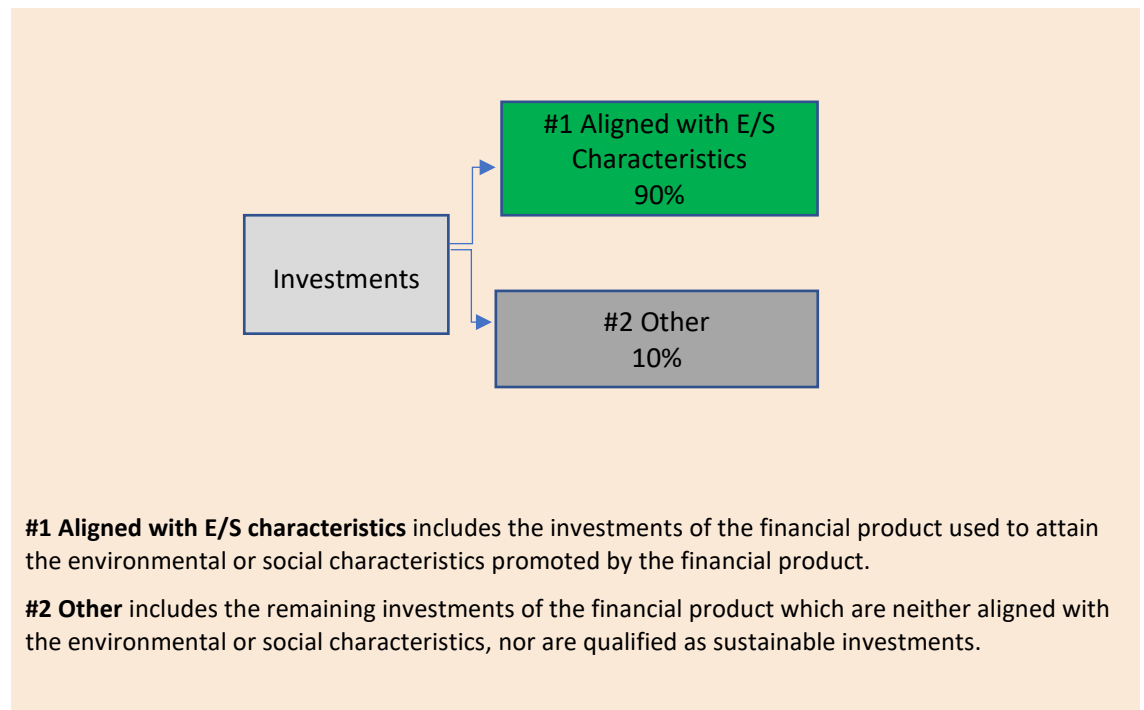 #1 Aligned with E/S
Characteristics
90%
Investments
#2 Other
10%
#1 Aligned with E/S characteristics includes the investments of the financial product used to attain
the environmental or social characteristics promoted by the financial product.
#2 Other includes the remaining investments of the financial product which are neither aligned with
the environmental or social characteristics, nor are qualified as sustainable investments.